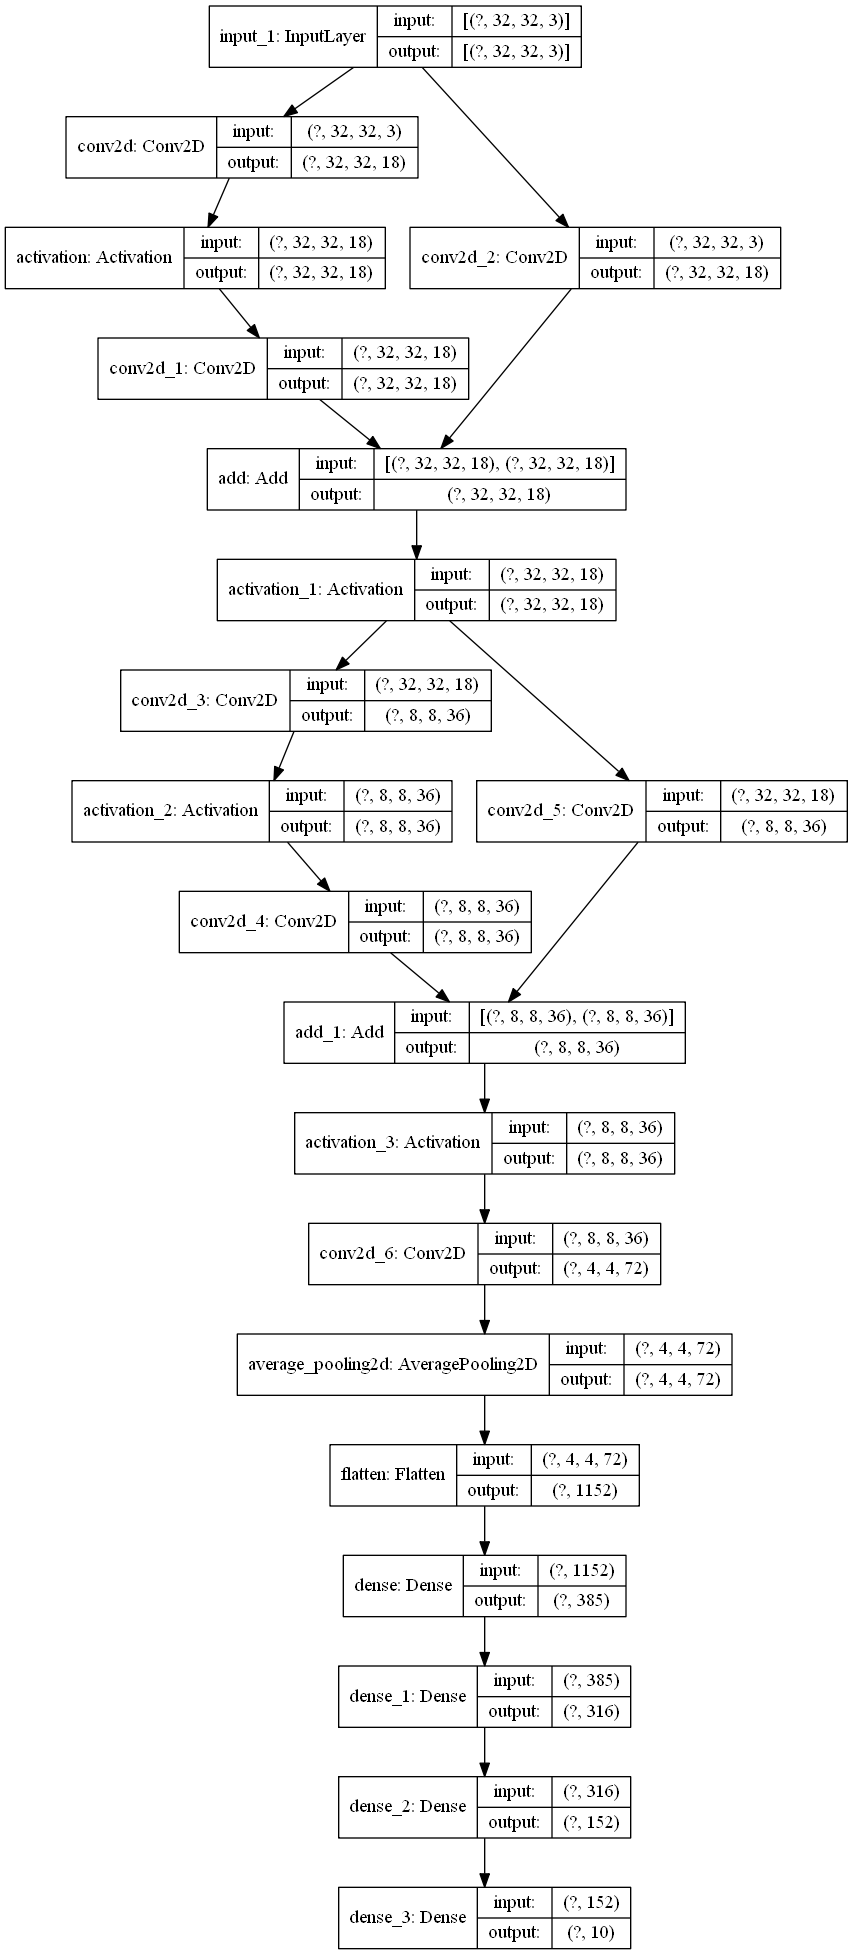 input_1: InputLayer
input: [(?, 32, 32, 3)]
output: [(?, 32, 32, 3)]
conv2d: Conv2D
input: (?, 32, 32, 3)
output: (?, 32, 32, 18)
activation: Activation
input: (?, 32, 32, 18)
output: (?, 32, 32, 18)
conv2d_2: Conv2D
input: (?, 32, 32, 3)
output: (?, 32, 32, 18)
conv2d_1: Conv2D
input: (?, 32, 32, 18)
output: (?, 32, 32, 18)
add: Add
input: [(?, 32, 32, 18), (?, 32, 32, 18)]
output: (?, 32, 32, 18)
activation_1: Activation
input: (?, 32, 32, 18)
output: (?, 32, 32, 18)
conv2d_3: Conv2D
input: (?, 32, 32, 18)
output: (?, 8, 8, 36)
activation_2: Activation
input: (?, 8, 8, 36)
output: (?, 8, 8, 36)
conv2d_5: Conv2D
input: (?, 32, 32, 18)
output: (?, 8, 8, 36)
conv2d_4: Conv2D
input: (?, 8, 8, 36)
output: (?, 8, 8, 36)
add_1: Add
input: [(?, 8, 8, 36), (?, 8, 8, 36)]
output: (?, 8, 8, 36)
activation_3: Activation
input: (?, 8, 8, 36)
output: (?, 8, 8, 36)
conv2d_6: Conv2D
input: (?, 8, 8, 36)
output: (?, 4, 4, 72)
average_pooling2d: AveragePooling2D
input: (?, 4, 4, 72)
output: (?, 4, 4, 72)
flatten: Flatten
input: (?, 4, 4, 72)
output: (?, 1152)
dense: Dense
input: (?, 1152)
output: (?, 385)
dense_1: Dense
input: (?, 385)
output: (?, 316)
dense_2: Dense
input: (?, 316)
output: (?, 152)
dense_3: Dense
input: (?, 152)
output: (?, 10)